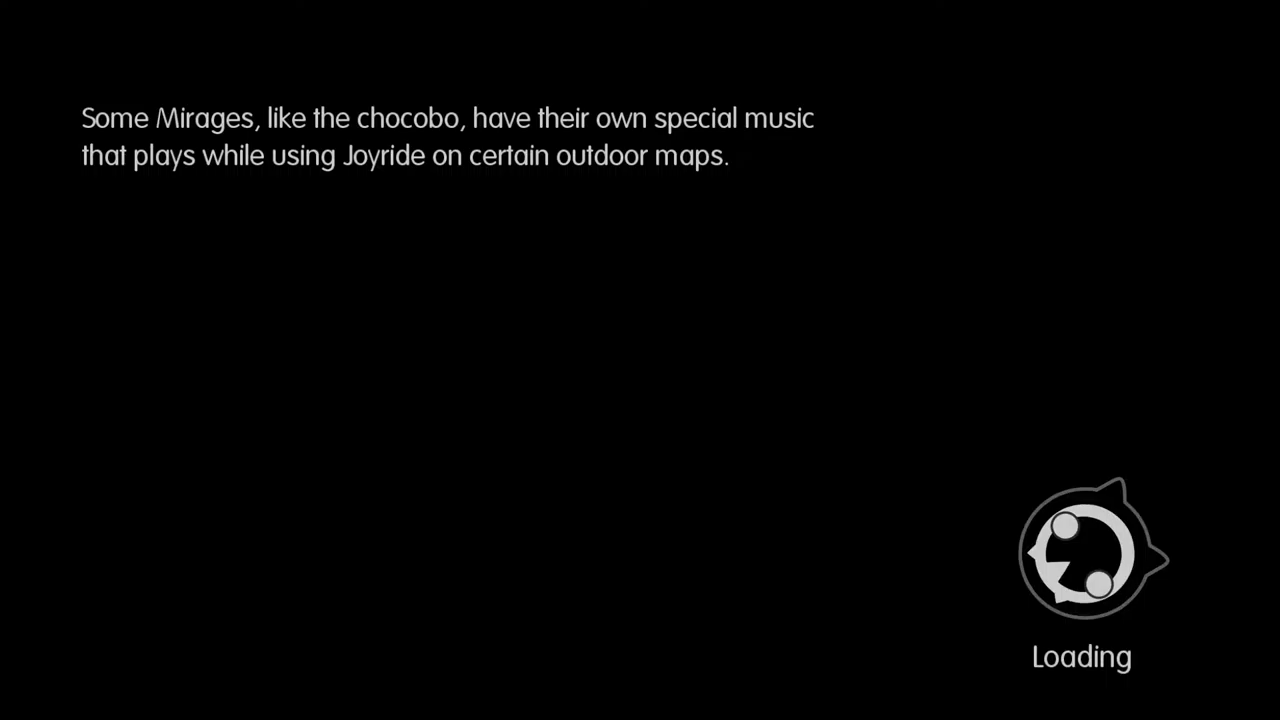 Some Mirages, like the chocobo, have their own special music
that plays while using Joyride on certain outdoor maps.
Loading